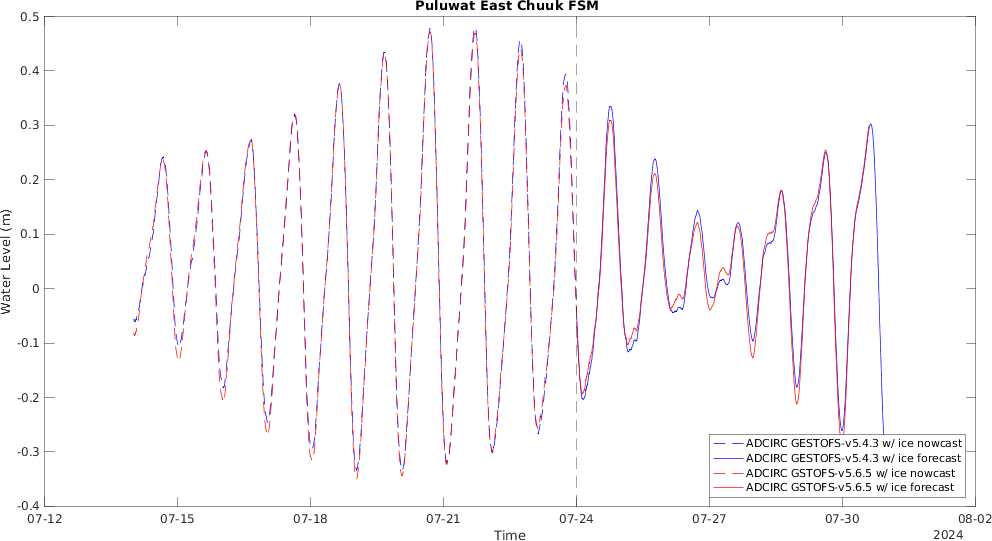 Puluwat East Chuuk FSM
0.5
0.4
0.3
0.2
0.1
0
-0.1
-0.2
-0.3
-0.4
Water Level (m)
ADCIRC GESTOFS-v5.4.3 w/ ice nowcast
ADCIRC GESTOFS-v5.4.3 w/ ice forecast
ADCIRC GSTOFS-v5.6.5 w/ ice nowcast
ADCIRC GSTOFS-v5.6.5 w/ ice forecast
07-12 07-15 07-18 07-21 07-24 07-27 07-30 08-02
Time
2024